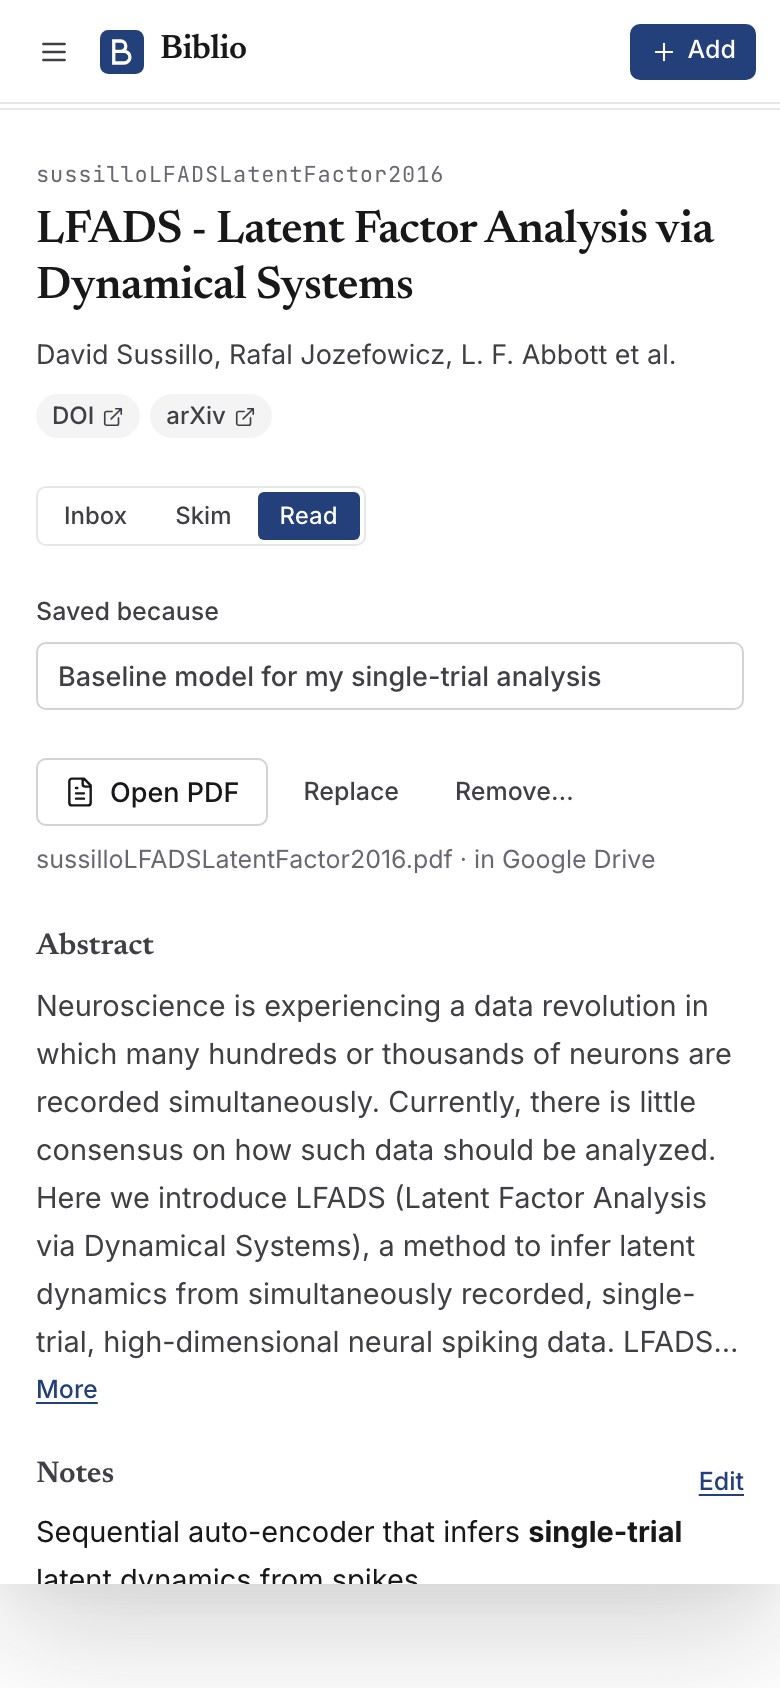 B Biblio
Add
sussilloLFADSLatentFactor2016
LFADS - Latent Factor Analysis via
Dynamical Systems
David Sussillo, Rafal Jozefowicz, L. F. Abbott et al.
DOI arXiv
Inbox Skim Read
Saved because
Baseline model for my single-trial analysis
Open PDF Replace Remove...
sussilloLFADSLatentFactor2016.pdf · in Google Drive
Abstract
Neuroscience is experiencing a data revolution in
which many hundreds or thousands of neurons are
recorded simultaneously. Currently, there is little
consensus on how such data should be analyzed.
Here we introduce LFADS (Latent Factor Analysis
via Dynamical Systems), a method to infer latent
dynamics from simultaneously recorded, single-
trial, high-dimensional neural spiking data. LFADS...
More
Notes
Edit
Sequential auto-encoder that infers single-trial
latent dynamics from spikes